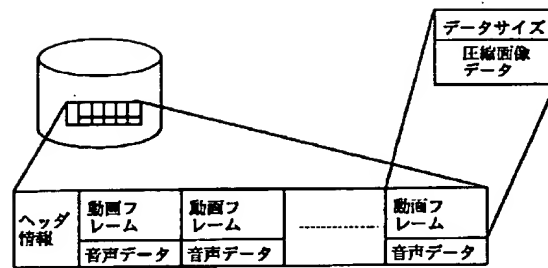 データサイズ
圧縮画像
データ
ヘッダ
情報
動画フ
レーム
音声データ
動画フ
レーム
音声データ
動画フ
レーム
音声データ